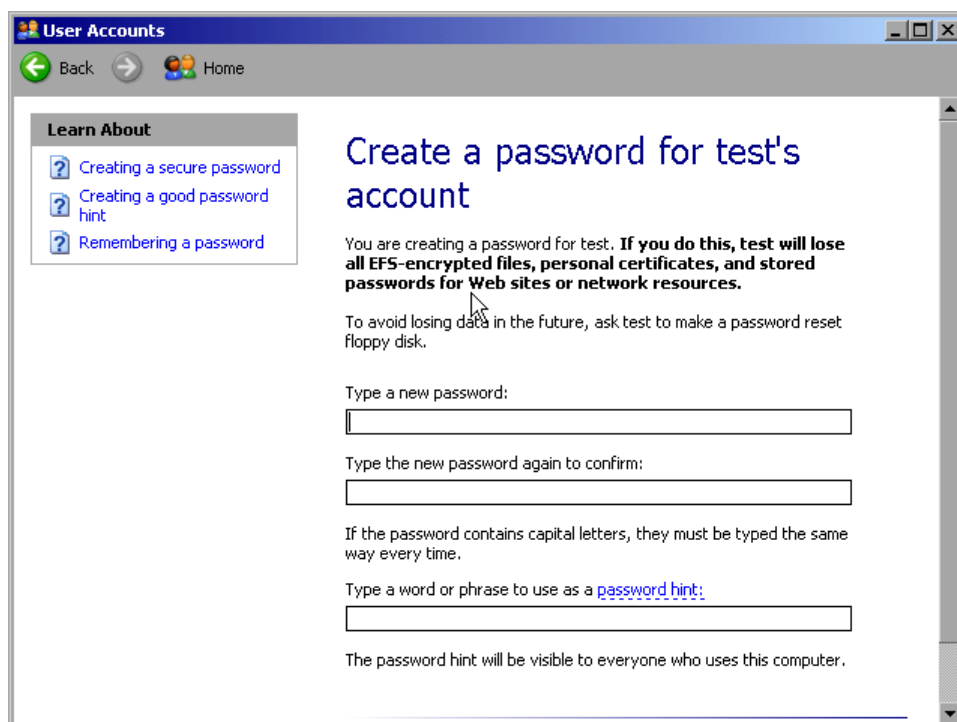 User Accounts
Back Home
Learn About
Creating a secure password
Creating a good password
hint
Remembering a password
Create a password for test's
account
You are creating a password for test. If you do this, test will lose
all EFS-encrypted files, personal certificates, and stored
passwords for Web sites or network resources.
To avoid losing data in the future, ask test to make a password reset
floppy disk.
Type a new password:
Type the new password again to confirm:
If the password contains capital letters, they must be typed the same
way every time.
Type a word or phrase to use as a password hint:
The password hint will be visible to everyone who uses this computer.